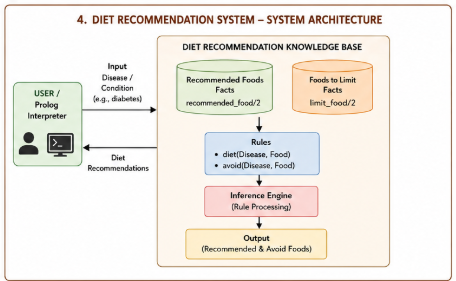 4. DIET RECOMMENDATION SYSTEM – SYSTEM ARCHITECTURE
DIET RECOMMENDATION KNOWLEDGE BASE
USER /
Prolog
Interpreter
>_
Input
Disease /
Condition
(e.g., diabetes)
Diet
Recommendations
Recommended Foods
Facts
recommended_food/2
Foods to Limit
Facts
limit_food/2
Rules
• diet(Disease, Food)
• avoid(Disease, Food)
Inference Engine
(Rule Processing)
Output
(Recommended & Avoid Foods)